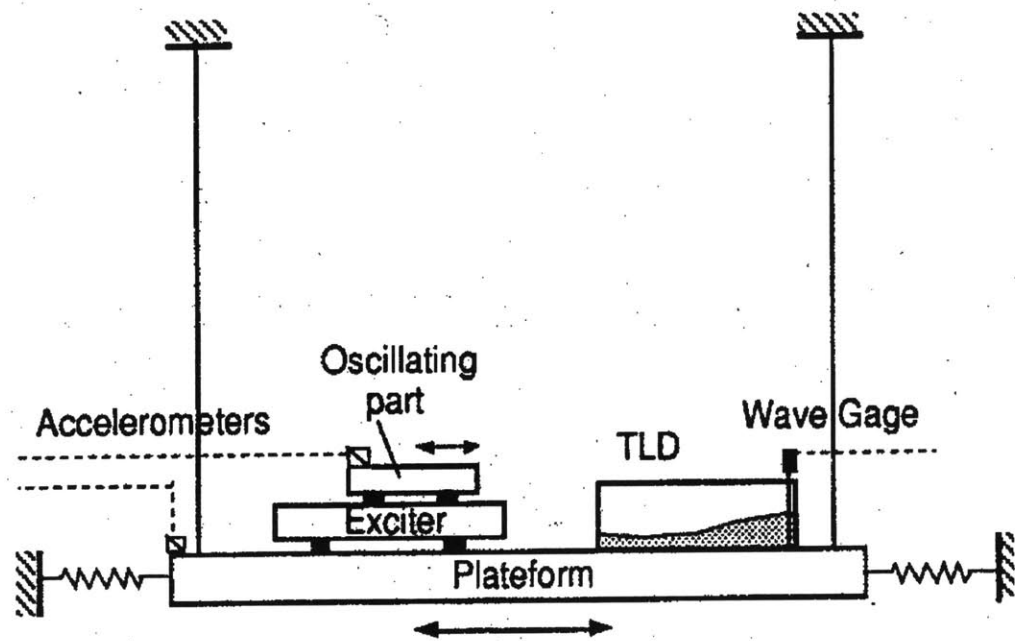 Oscillating
part
Accelerometers
Wave Gage
TLD
Exciter
Plateform